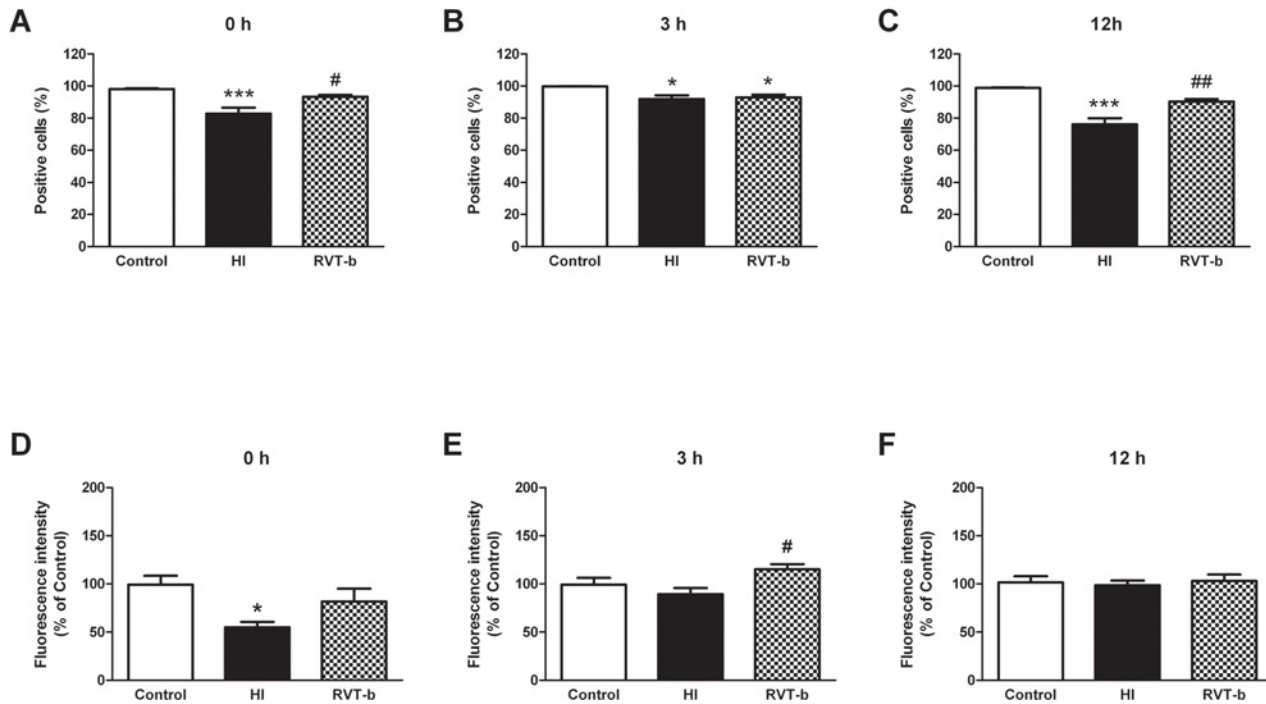 A
0 h
Positive cells (%)
120
100
80
60
40
20
0
***
#
Control HI RVT-b
B
3 h
Positive cells (%)
120
100
80
60
40
20
0
*
*
Control HI RVT-b
C
12h
Positive cells (%)
120
100
80
60
40
20
0
***
##
Control HI RVT-b
D
0 h
Fluorescence intensity
(% of Control)
200
150
100
50
0
*
Control HI RVT-b
E
3 h
Fluorescence intensity
(% of Control)
200
150
100
50
0
#
Control HI RVT-b
F
12 h
Fluorescence intensity
(% of Control)
200
150
100
50
0
Control HI RVT-b